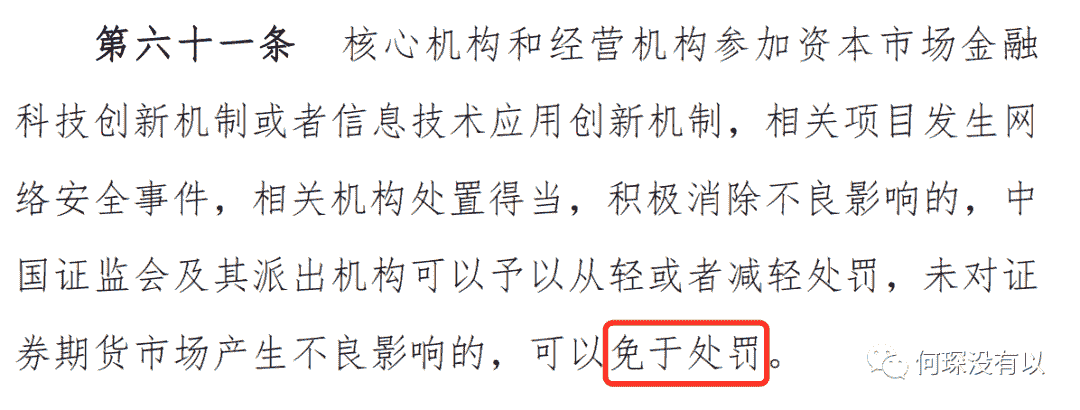 第六十一条 核心机构和经营机构参加资本市场金融
科技创新机制或者信息技术应用创新机制，相关项目发生网
络安全事件，相关机构处置得当，积极消除不良影响的，中
国证监会及其派出机构可以予以从轻或者减轻处罚，未对证
券期货市场产生不良影响的，可以免于处罚。
何琛没有以